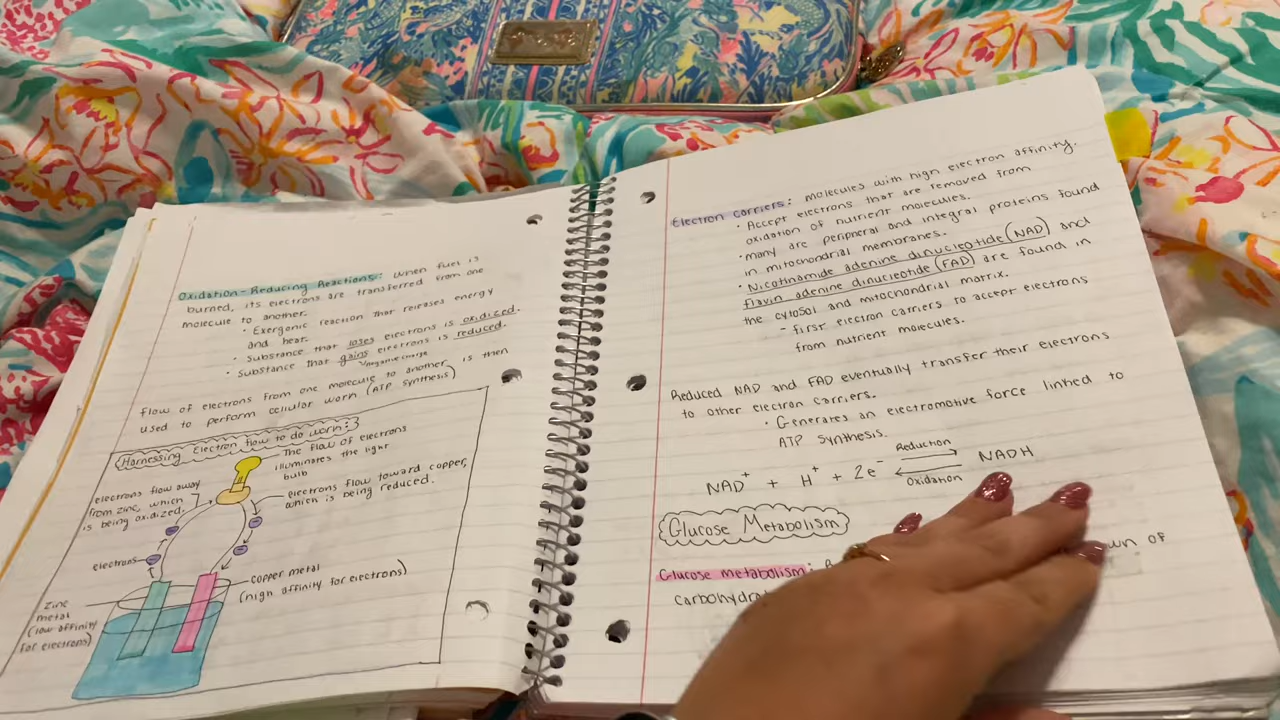 Oxidation-Reducing Reactions: When fuel is
burned, its electrons are transferred from one
molecule to another.
• Exergonic reaction that releases energy
and heat.
• Substance that loses electrons is oxidized.
• Substance that gains electrons is reduced.
Flow of electrons from one molecule to another is then
used to perform cellular work (ATP synthesis)
Harnessing Electron flow to do work:
The flow of electrons
illuminates the light
bulb
electrons flow away
from zinc, which
is being oxidized.
electrons flow toward copper,
which is being reduced.
electrons
copper metal
(high affinity for electrons)
zinc
metal
(low affinity
for electrons)
Electron carriers: molecules with high electron affinity.
• Accept electrons that are removed from
oxidation of nutrient molecules.
• many are peripheral and integral proteins found
in mitochondrial membranes.
• Nicotinamide adenine dinucleotide (NAD) and
flavin adenine dinucleotide (FAD) are found in
the cytosol and mitochondrial matrix.
- first electron carriers to accept electrons
from nutrient molecules.
Reduced NAD and FAD eventually transfer their electrons
to other electron carriers.
• Generates an electromotive force linked to
ATP synthesis.
Reduction
NAD⁺ + H⁺ + 2e⁻ ⇌ NADH
Oxidation
Glucose Metabolism
Glucose metabolism: of